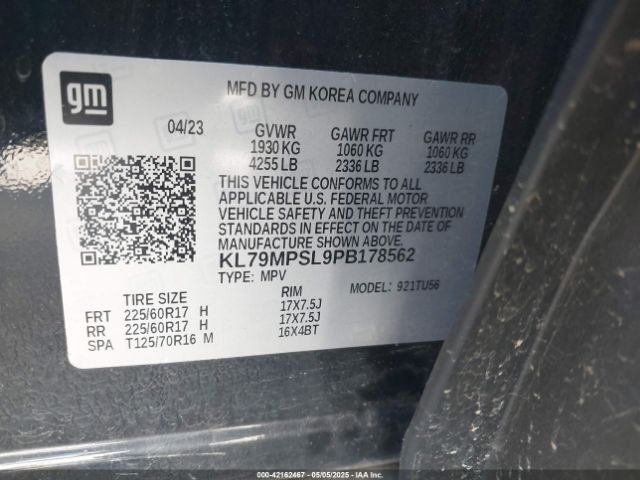 gm
MFD BY GM KOREA COMPANY
04/23 GVWR GAWR FRT GAWR RR
1930 KG 1060 KG 1060 KG
4255 LB 2336 LB 2336 LB
THIS VEHICLE CONFORMS TO ALL
APPLICABLE U.S. FEDERAL MOTOR
VEHICLE SAFETY AND THEFT PREVENTION
STANDARDS IN EFFECT ON THE DATE OF
MANUFACTURE SHOWN ABOVE.
KL79MPSL9PB178562
TYPE: MPV MODEL: 921TU56
TIRE SIZE RIM
FRT 225/60R17 H 17X7.5J
RR 225/60R17 H 17X7.5J
SPA T125/70R16 M 16X4BT
000-42162467 - 05/05/2025 - IAA Inc.